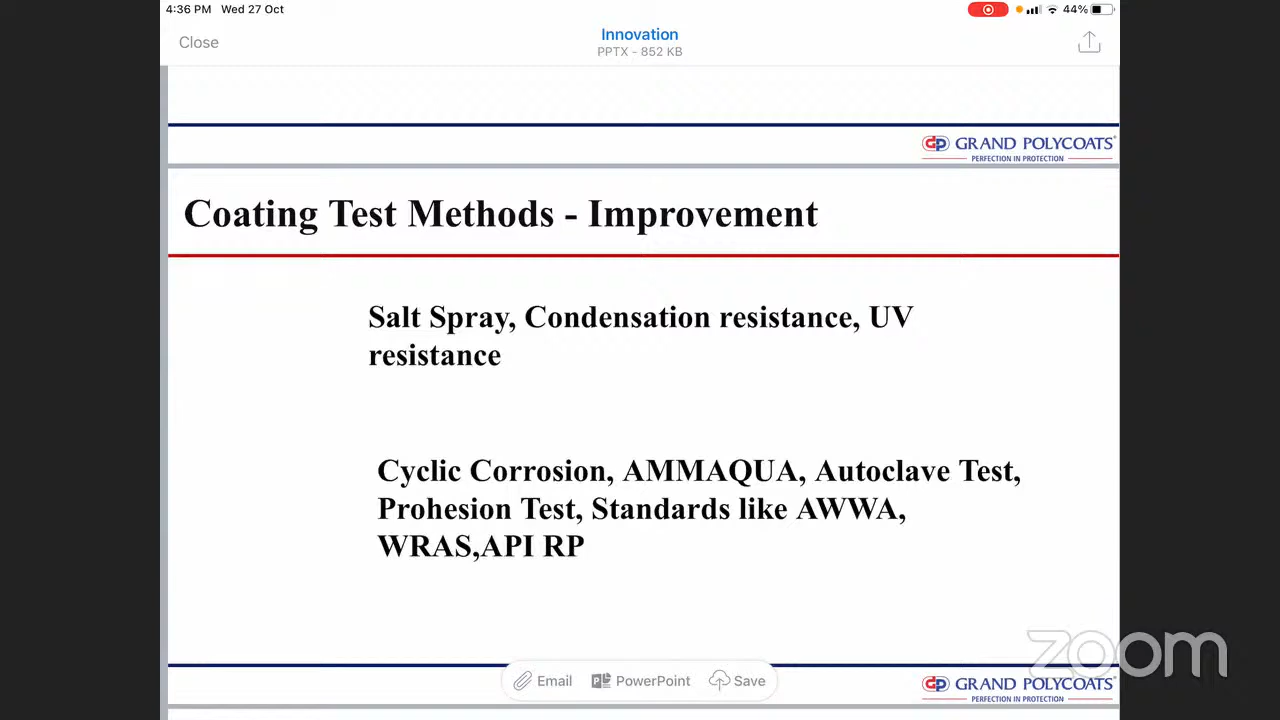 4:36 PM Wed 27 Oct
44%
Close
Innovation
PPTX - 852 KB
GP GRAND POLYCOATS®
PERFECTION IN PROTECTION
Coating Test Methods - Improvement
Salt Spray, Condensation resistance, UV
resistance
Cyclic Corrosion, AMMAQUA, Autoclave Test,
Prohesion Test, Standards like AWWA,
WRAS,API RP
zoom
Email PowerPoint Save
GP GRAND POLYCOATS®
PERFECTION IN PROTECTION